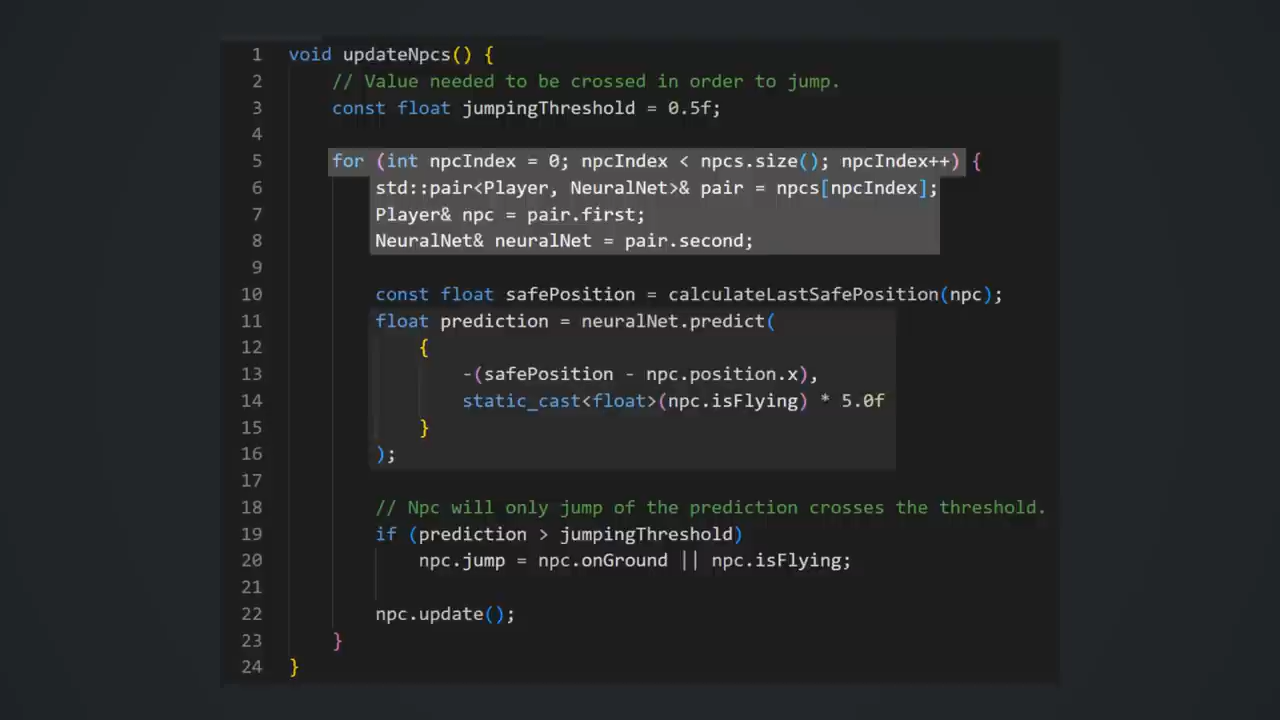 1 void updateNpcs() {
2 // Value needed to be crossed in order to jump.
3 const float jumpingThreshold = 0.5f;
4
5 for (int npcIndex = 0; npcIndex < npcs.size(); npcIndex++) {
6 std::pair<Player, NeuralNet>& pair = npcs[npcIndex];
7 Player& npc = pair.first;
8 NeuralNet& neuralNet = pair.second;
9
10 const float safePosition = calculateLastSafePosition(npc);
11 float prediction = neuralNet.predict(
12 {
13 -(safePosition - npc.position.x),
14 static_cast<float>(npc.isFlying) * 5.0f
15 }
16 );
17
18 // Npc will only jump of the prediction crosses the threshold.
19 if (prediction > jumpingThreshold)
20 npc.jump = npc.onGround || npc.isFlying;
21
22 npc.update();
23 }
24 }